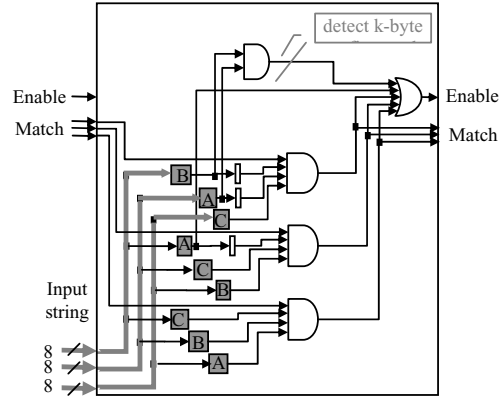 detect k-byte
Enable
Enable
Match
Match
B
A
C
A
C
B
Input
string
C
B
A
8
8
8